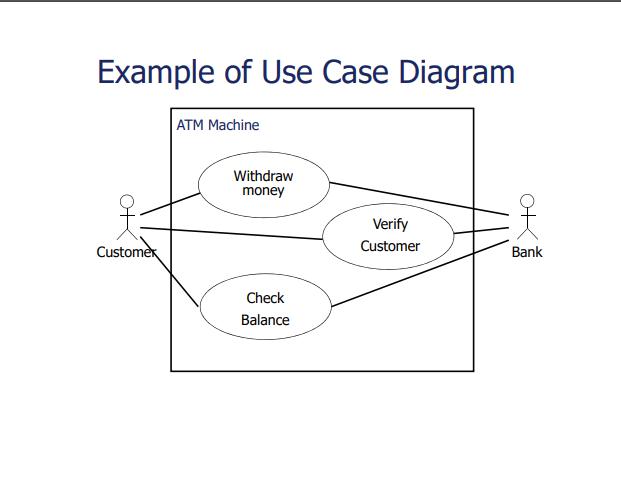 Example of Use Case Diagram
ATM Machine
Withdraw
money
Verify
Customer
Customer
Bank
Check
Balance